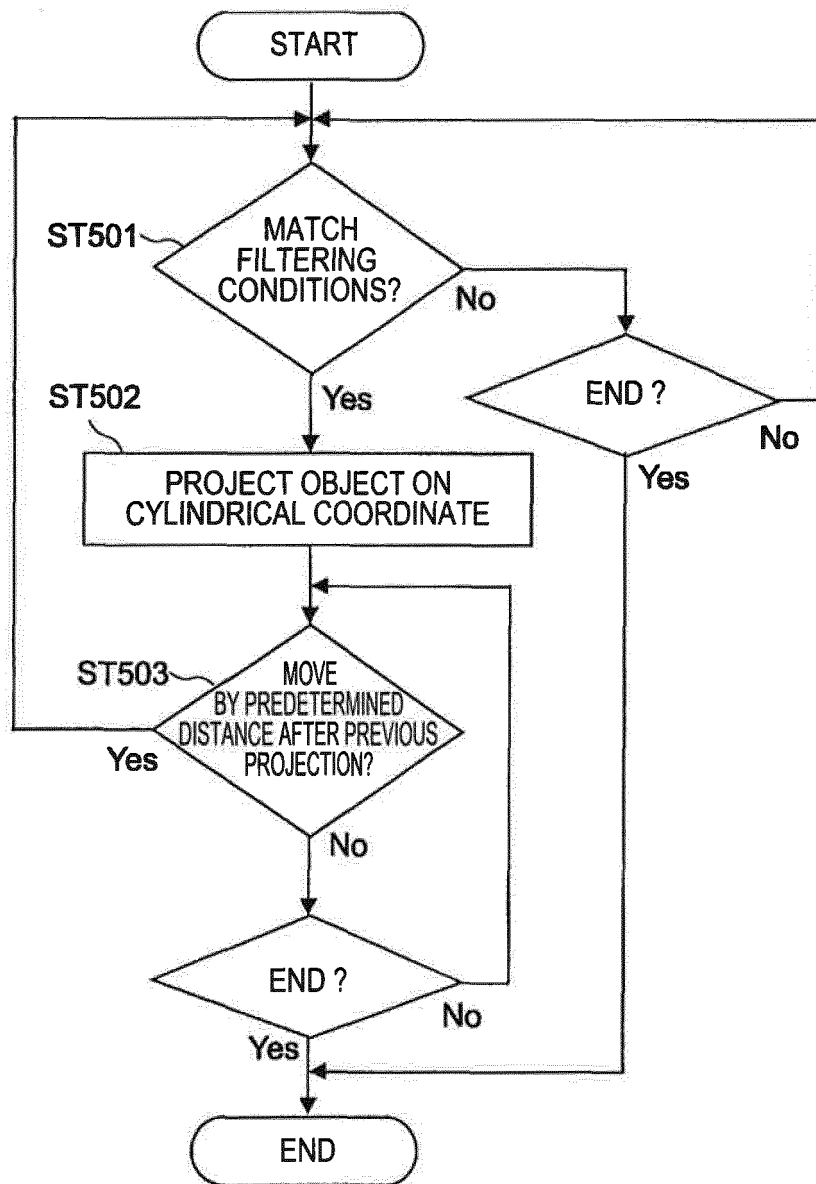 START
ST501
MATCH
FILTERING
CONDITIONS?
No
Yes
END ?
No
Yes
ST502
PROJECT OBJECT ON
CYLINDRICAL COORDINATE
ST503
MOVE
BY PREDETERMINED
DISTANCE AFTER PREVIOUS
PROJECTION?
Yes
No
END ?
No
Yes
END